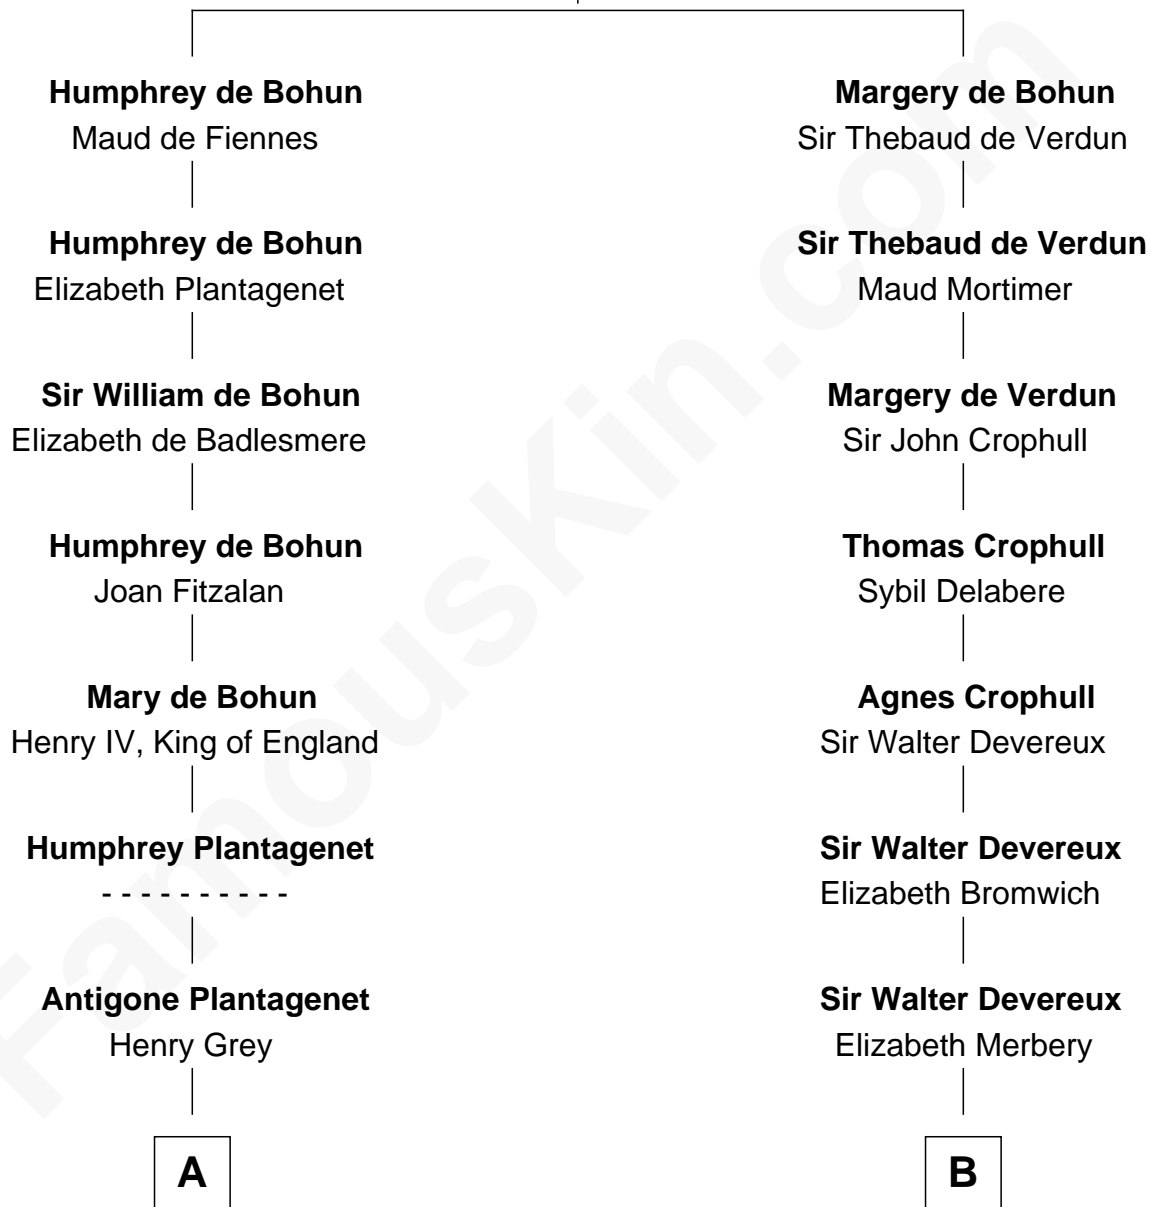 Humphrey de Bohun
Maud de Fiennes
Humphrey de Bohun
Elizabeth Plantagenet
Sir William de Bohun
Elizabeth de Badlesmere
Humphrey de Bohun
Joan Fitzalan
Mary de Bohun
Henry IV, King of England
Humphrey Plantagenet
- - - - - - - - - -
Antigone Plantagenet
Henry Grey
A
Margery de Bohun
Sir Thebaud de Verdun
Sir Thebaud de Verdun
Maud Mortimer
Margery de Verdun
Sir John Crophull
Thomas Crophull
Sybil Delabere
Agnes Crophull
Sir Walter Devereux
Sir Walter Devereux
Elizabeth Bromwich
Sir Walter Devereux
Elizabeth Merbery
B
FamousKin.com